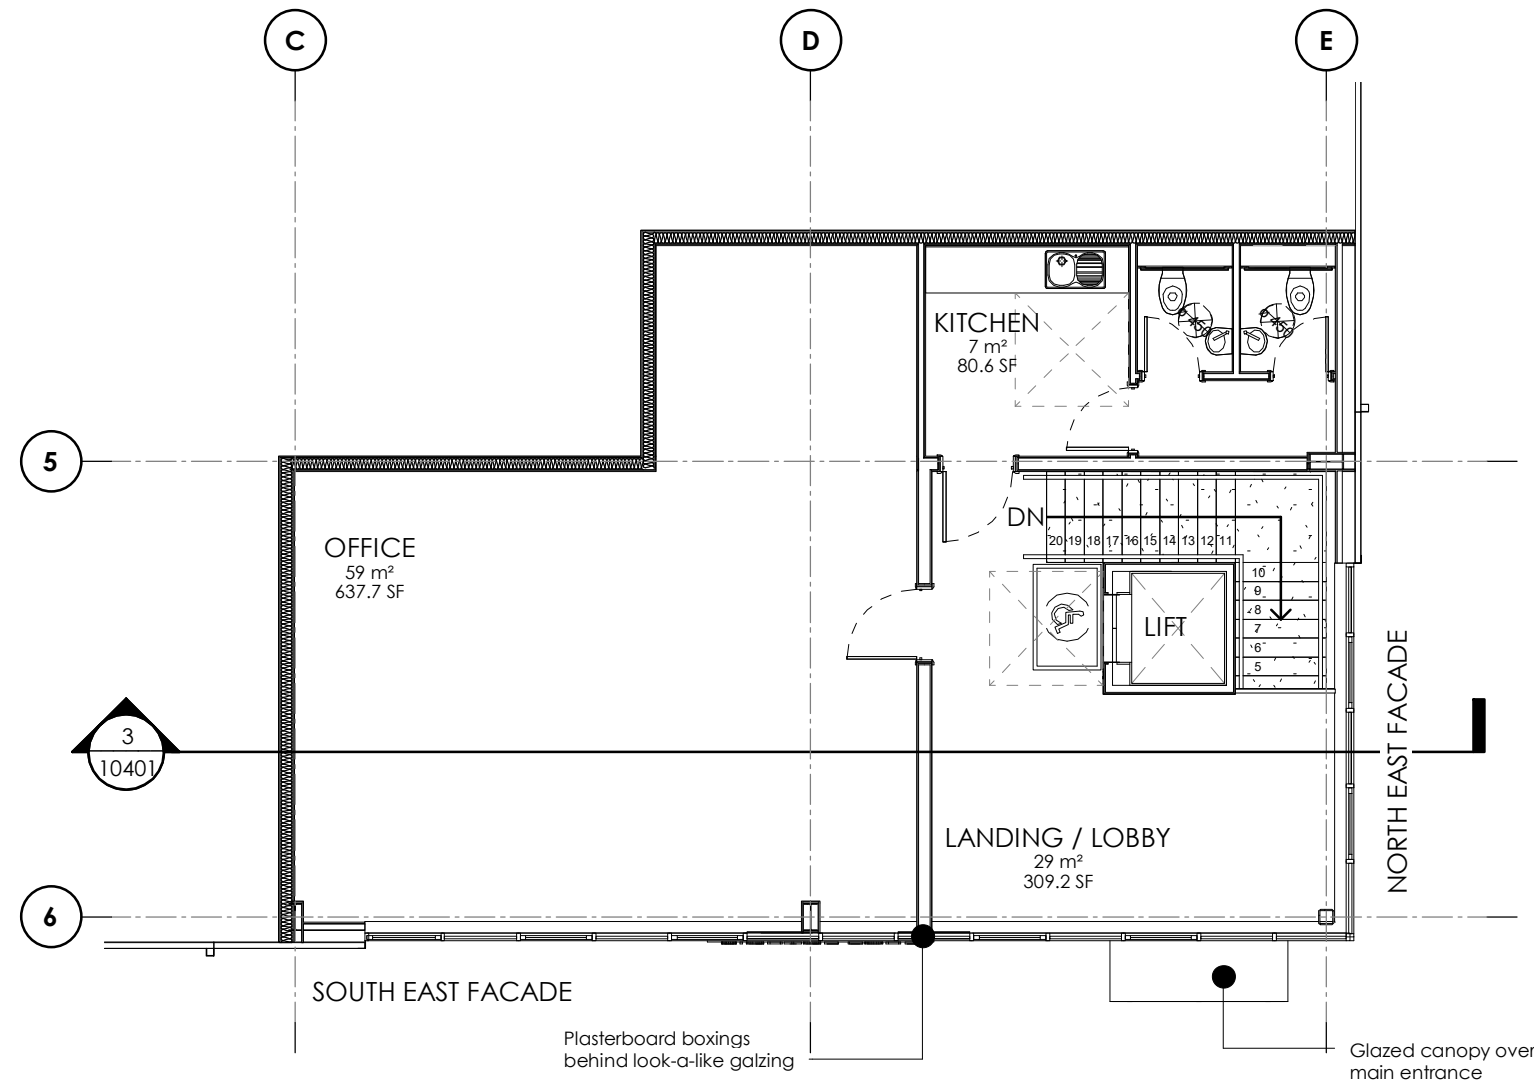 C
D
E
KITCHEN
7 m²
80.6 SF
ø 450
ø 450
5
DN
20 19 18 17 16 15 14 13 12 11
10
9
8
7
6
5
OFFICE
59 m²
637.7 SF
LIFT
NORTH EAST FACADE
3
10401
LANDING / LOBBY
29 m²
309.2 SF
6
SOUTH EAST FACADE
Plasterboard boxings
behind look-a-like galzing
Glazed canopy over
main entrance